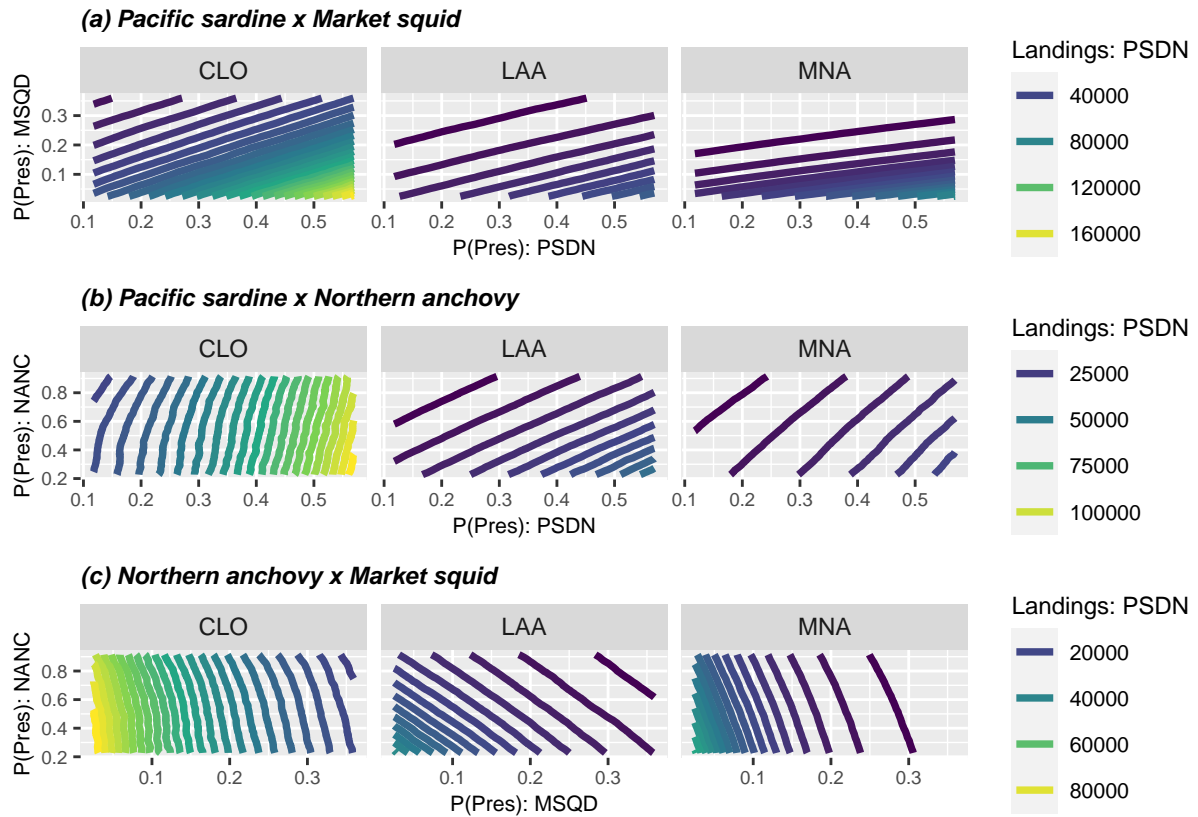 (a) Pacific sardine x Market squid
CLO LAA MNA
P(Pres): MSQD
0.3
0.2
0.1
0.1 0.2 0.3 0.4 0.5 0.1 0.2 0.3 0.4 0.5 0.1 0.2 0.3 0.4 0.5
P(Pres): PSDN
Landings: PSDN
40000
80000
120000
160000
(b) Pacific sardine x Northern anchovy
CLO LAA MNA
P(Pres): NANC
0.8
0.6
0.4
0.2
0.1 0.2 0.3 0.4 0.5 0.1 0.2 0.3 0.4 0.5 0.1 0.2 0.3 0.4 0.5
P(Pres): PSDN
Landings: PSDN
25000
50000
75000
100000
(c) Northern anchovy x Market squid
CLO LAA MNA
P(Pres): NANC
0.8
0.6
0.4
0.2
0.1 0.2 0.3 0.1 0.2 0.3 0.1 0.2 0.3
P(Pres): MSQD
Landings: PSDN
20000
40000
60000
80000